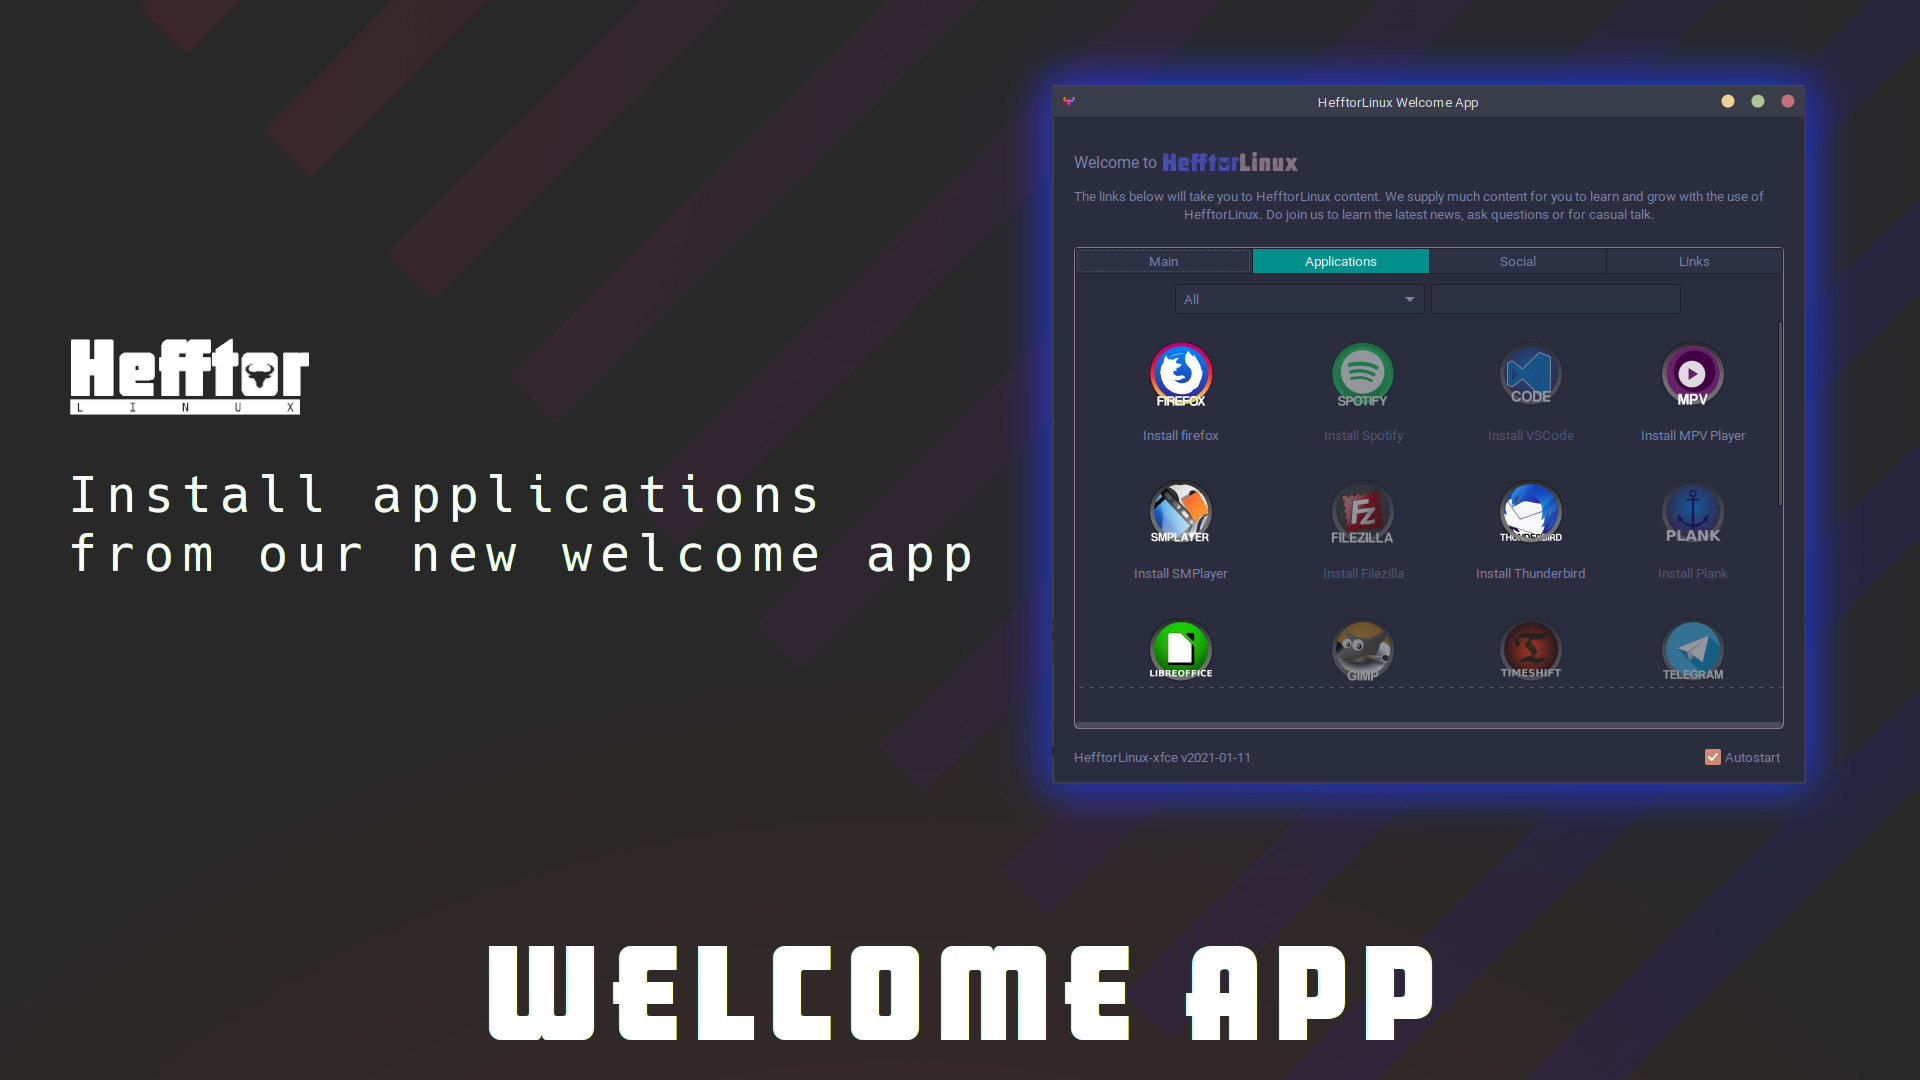 Hefftor
LINUX
Install applications
from our new welcome app
HefftorLinux Welcome App
Welcome to HefftorLinux
The links below will take you to HefftorLinux content. We supply much content for you to learn and grow with the use of
HefftorLinux. Do join us to learn the latest news, ask questions or for casual talk.
Main Applications Social Links
All
FIREFOX SPOTIFY CODE MPV
Install firefox Install Spotify Install VSCode Install MPV Player
SMPLAYER FILEZILLA THUNDERBIRD PLANK
Install SMPlayer Install Filezilla Install Thunderbird Install Plank
LIBREOFFICE GIMP TIMESHIFT TELEGRAM
HefftorLinux-xfce v2021-01-11 Autostart
WELCOME APP